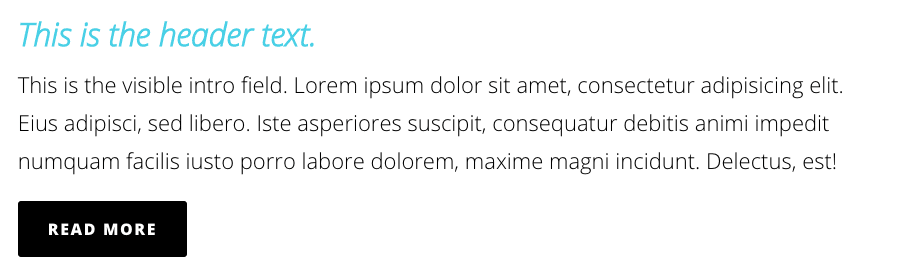 This is the header text.
This is the visible intro field. Lorem ipsum dolor sit amet, consectetur adipisicing elit.
Eius adipisci, sed libero. Iste asperiores suscipit, consequatur debitis animi impedit
numquam facilis iusto porro labore dolorem, maxime magni incidunt. Delectus, est!
READ MORE